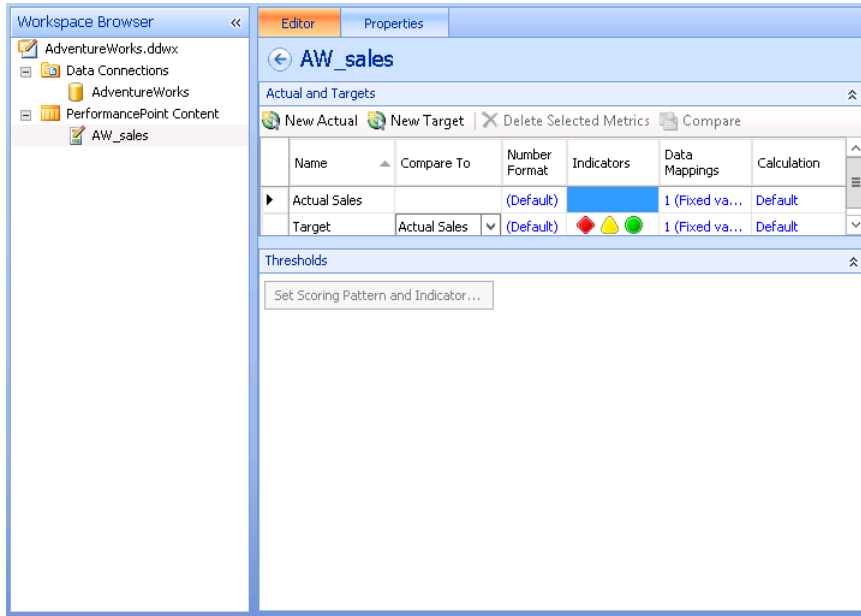 Workspace Browser «
AdventureWorks.ddwx
Data Connections
AdventureWorks
PerformancePoint Content
AW_sales
Editor Properties
AW_sales
Actual and Targets
New Actual New Target Delete Selected Metrics Compare
Name Compare To Number Format Indicators Data Mappings Calculation
Actual Sales (Default) 1 (Fixed va... Default
Target Actual Sales (Default) 1 (Fixed va... Default
Thresholds
Set Scoring Pattern and Indicator...